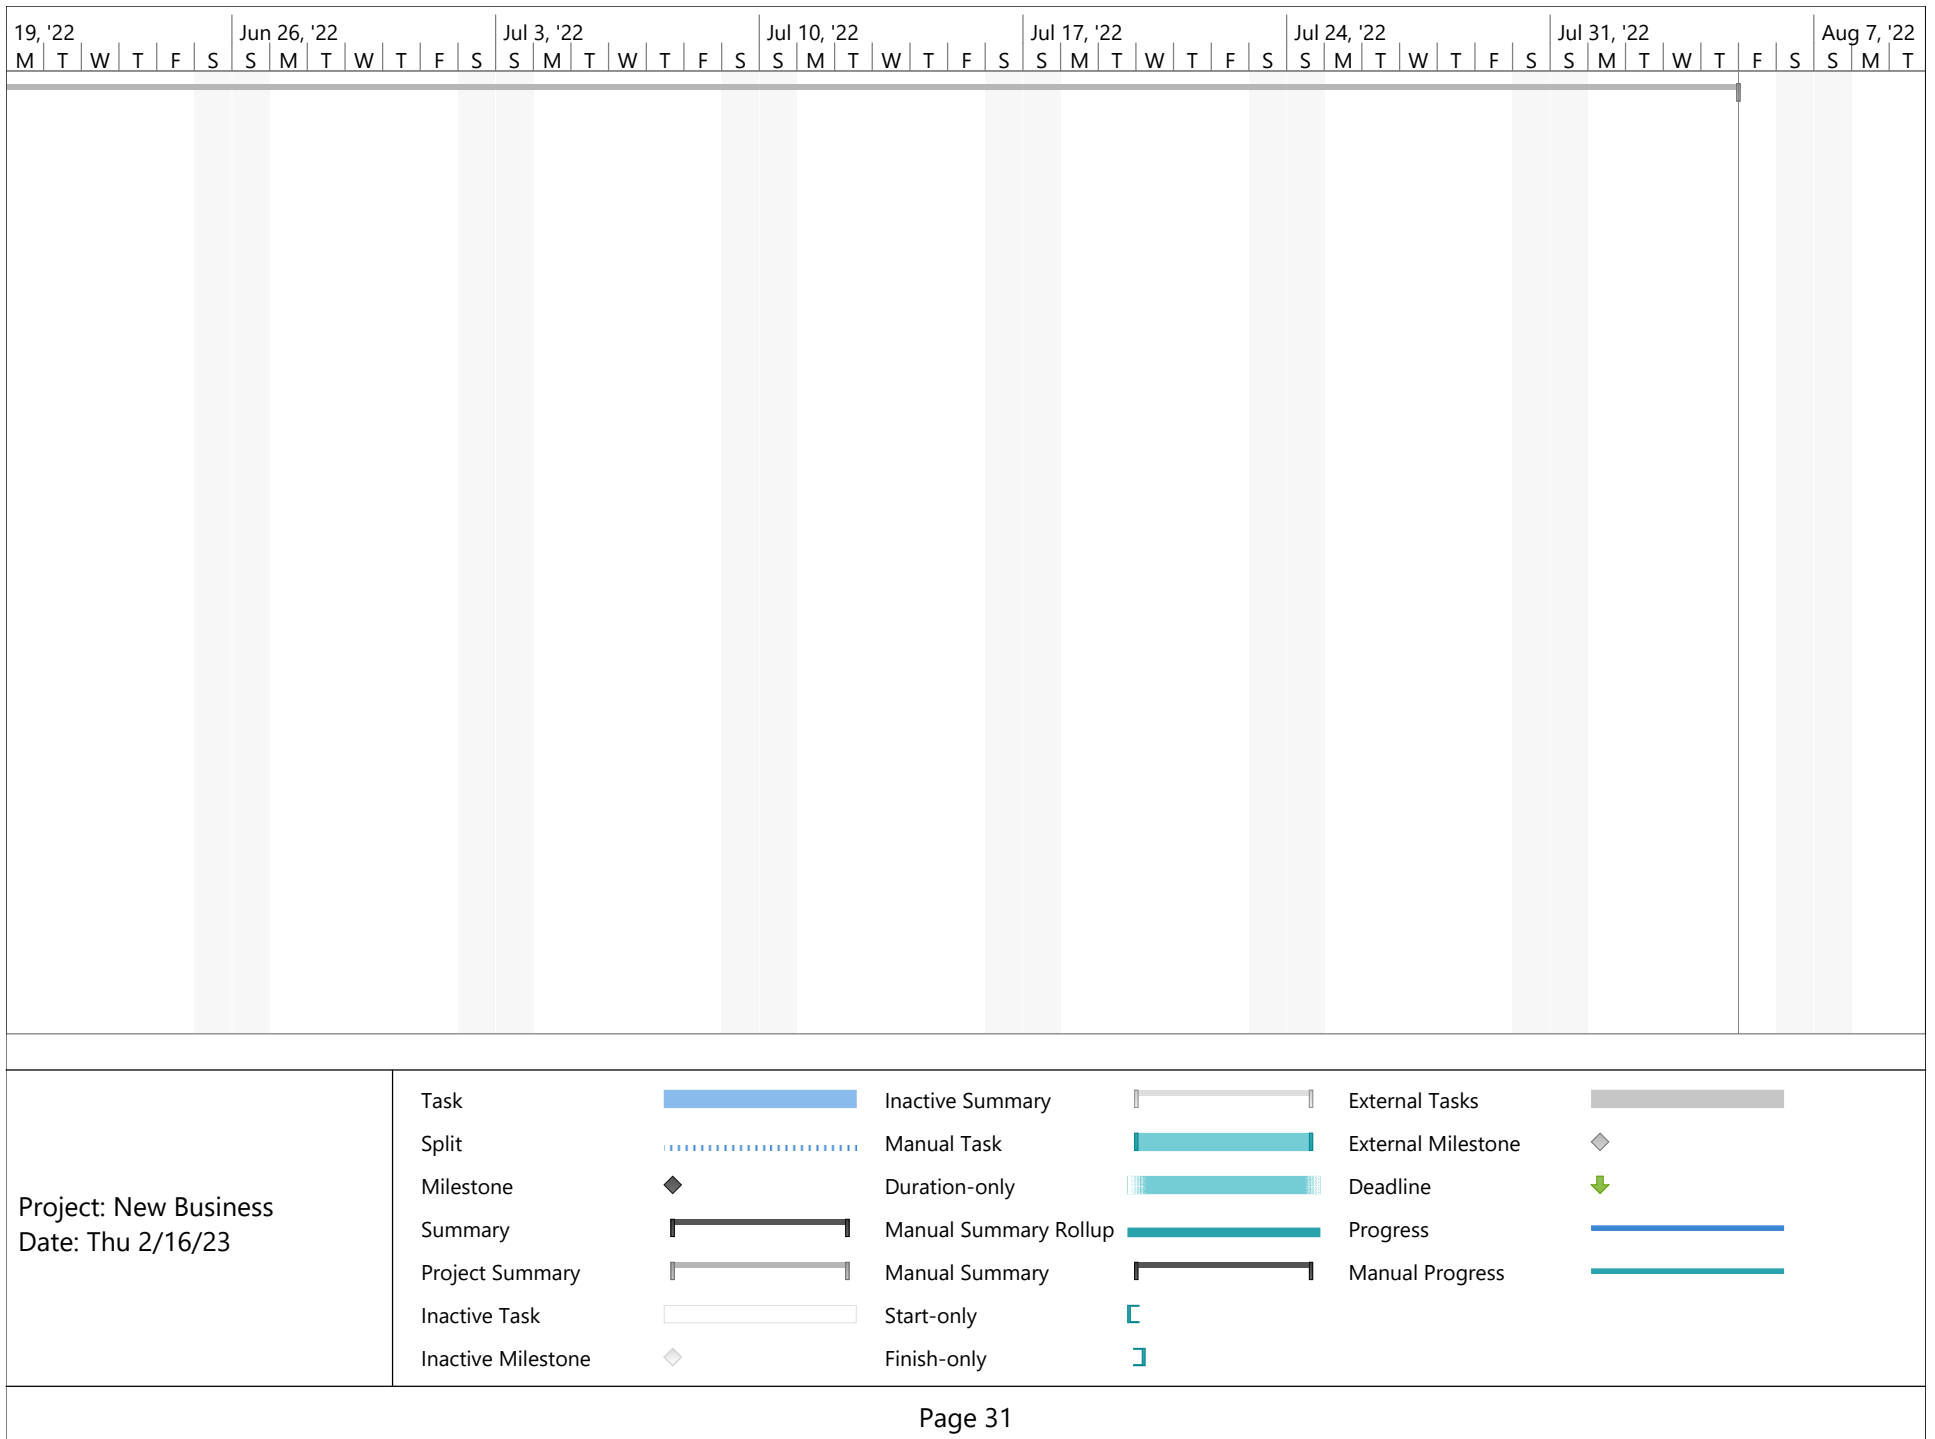 19, '22 Jun 26, '22 Jul 3, '22 Jul 10, '22 Jul 17, '22 Jul 24, '22 Jul 31, '22 Aug 7, '22
M T W T F S S M T W T F S S M T W T F S S M T W T F S S M T W T F S S M T W T F S S M T W T F S S M T
Task Inactive Summary External Tasks
Split Manual Task External Milestone
Milestone Duration-only Deadline
Project: New Business
Summary Manual Summary Rollup Progress
Date: Thu 2/16/23
Project Summary Manual Summary Manual Progress
Inactive Task Start-only
Inactive Milestone Finish-only
Page 31